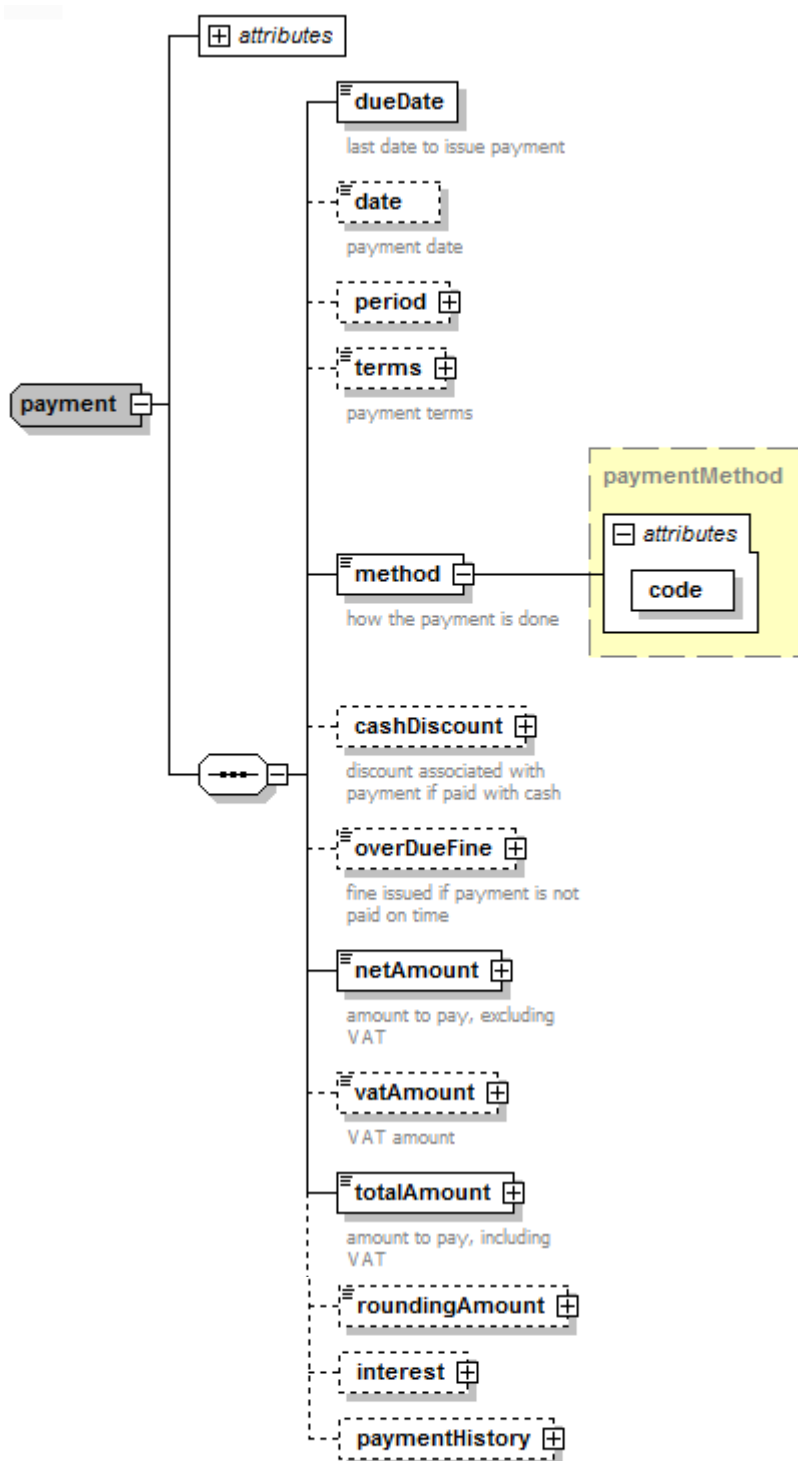 attributes
dueDate
last date to issue payment
date
payment date
period
terms
payment terms
payment
paymentMethod
attributes
method
code
how the payment is done
cashDiscount
discount associated with
payment if paid with cash
overDueFine
fine issued if payment is not
paid on time
netAmount
amount to pay, excluding
VAT
vatAmount
VAT amount
totalAmount
amount to pay, including
VAT
roundingAmount
interest
paymentHistory